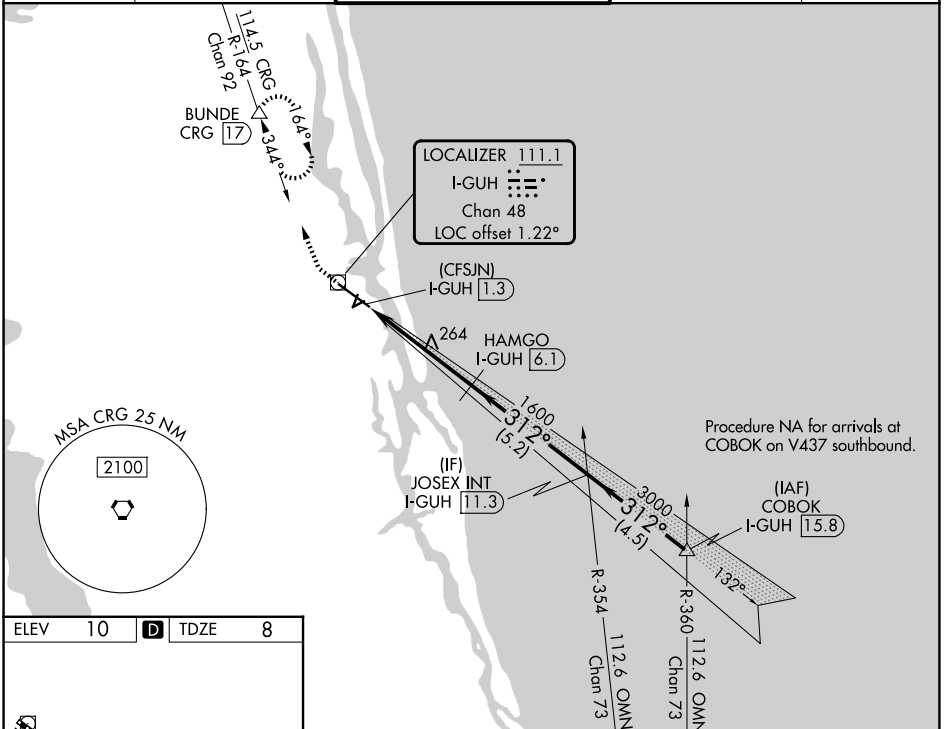 114.5 CRG
R-164
Chan 92
BUNDE
CRG 17
164°
344°
LOCALIZER 111.1
I-GUH
Chan 48
LOC offset 1.22°
(CFSJN)
I-GUH 1.3
264
HAMGO
I-GUH 6.1
1600
312°
(5.2)
Procedure NA for arrivals at
COBOK on V437 southbound.
MSA CRG 25 NM
2100
(IF)
JOSEX INT
I-GUH 11.3
3000
312°
(4.5)
(IAF)
COBOK
I-GUH 15.8
132°
R-354
112.6 OMN
Chan 73
R-360
112.6 OMN
Chan 73
ELEV 10 D TDZE 8